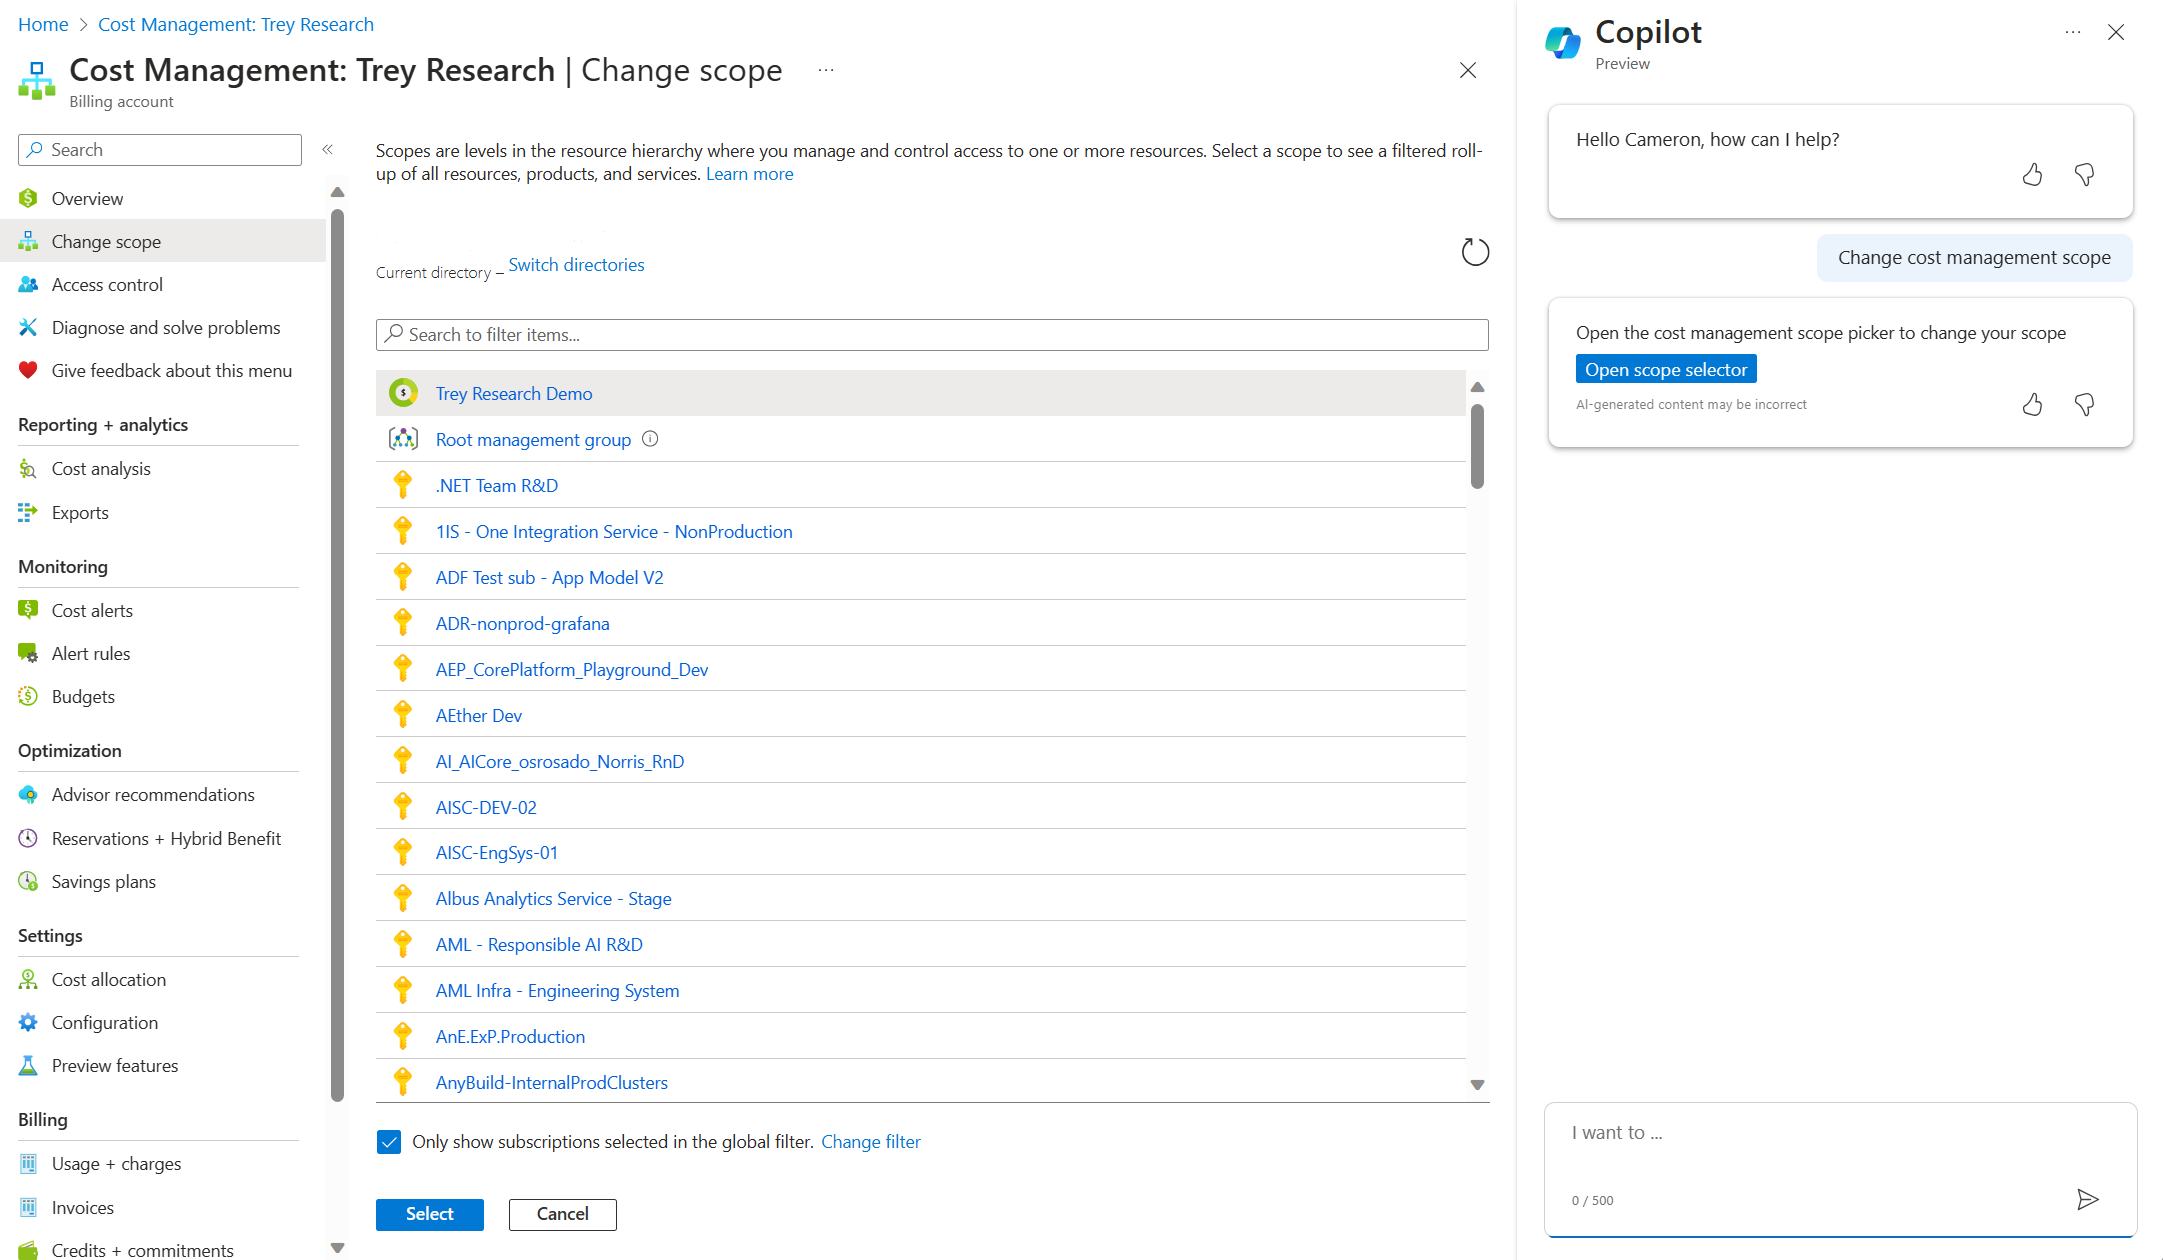 Home > Cost Management: Trey Research
Cost Management: Trey Research | Change scope ...
Billing account
Search «
Overview
Change scope
Access control
Diagnose and solve problems
Give feedback about this menu
Reporting + analytics
Cost analysis
Exports
Monitoring
Cost alerts
Alert rules
Budgets
Optimization
Advisor recommendations
Reservations + Hybrid Benefit
Savings plans
Settings
Cost allocation
Configuration
Preview features
Billing
Usage + charges
Invoices
Credits + commitments
Scopes are levels in the resource hierarchy where you manage and control access to one or more resources. Select a scope to see a filtered roll-
up of all resources, products, and services. Learn more
Current directory – Switch directories
Search to filter items...
Trey Research Demo
Root management group
.NET Team R&D
1IS - One Integration Service - NonProduction
ADF Test sub - App Model V2
ADR-nonprod-grafana
AEP_CorePlatform_Playground_Dev
AEther Dev
AI_AICore_osrosado_Norris_RnD
AISC-DEV-02
AISC-EngSys-01
Albus Analytics Service - Stage
AML - Responsible AI R&D
AML Infra - Engineering System
AnE.ExP.Production
AnyBuild-InternalProdClusters
Only show subscriptions selected in the global filter. Change filter
Select Cancel
Copilot ...
Preview
Hello Cameron, how can I help?
Change cost management scope
Open the cost management scope picker to change your scope
Open scope selector
AI-generated content may be incorrect
I want to ...
0 / 500